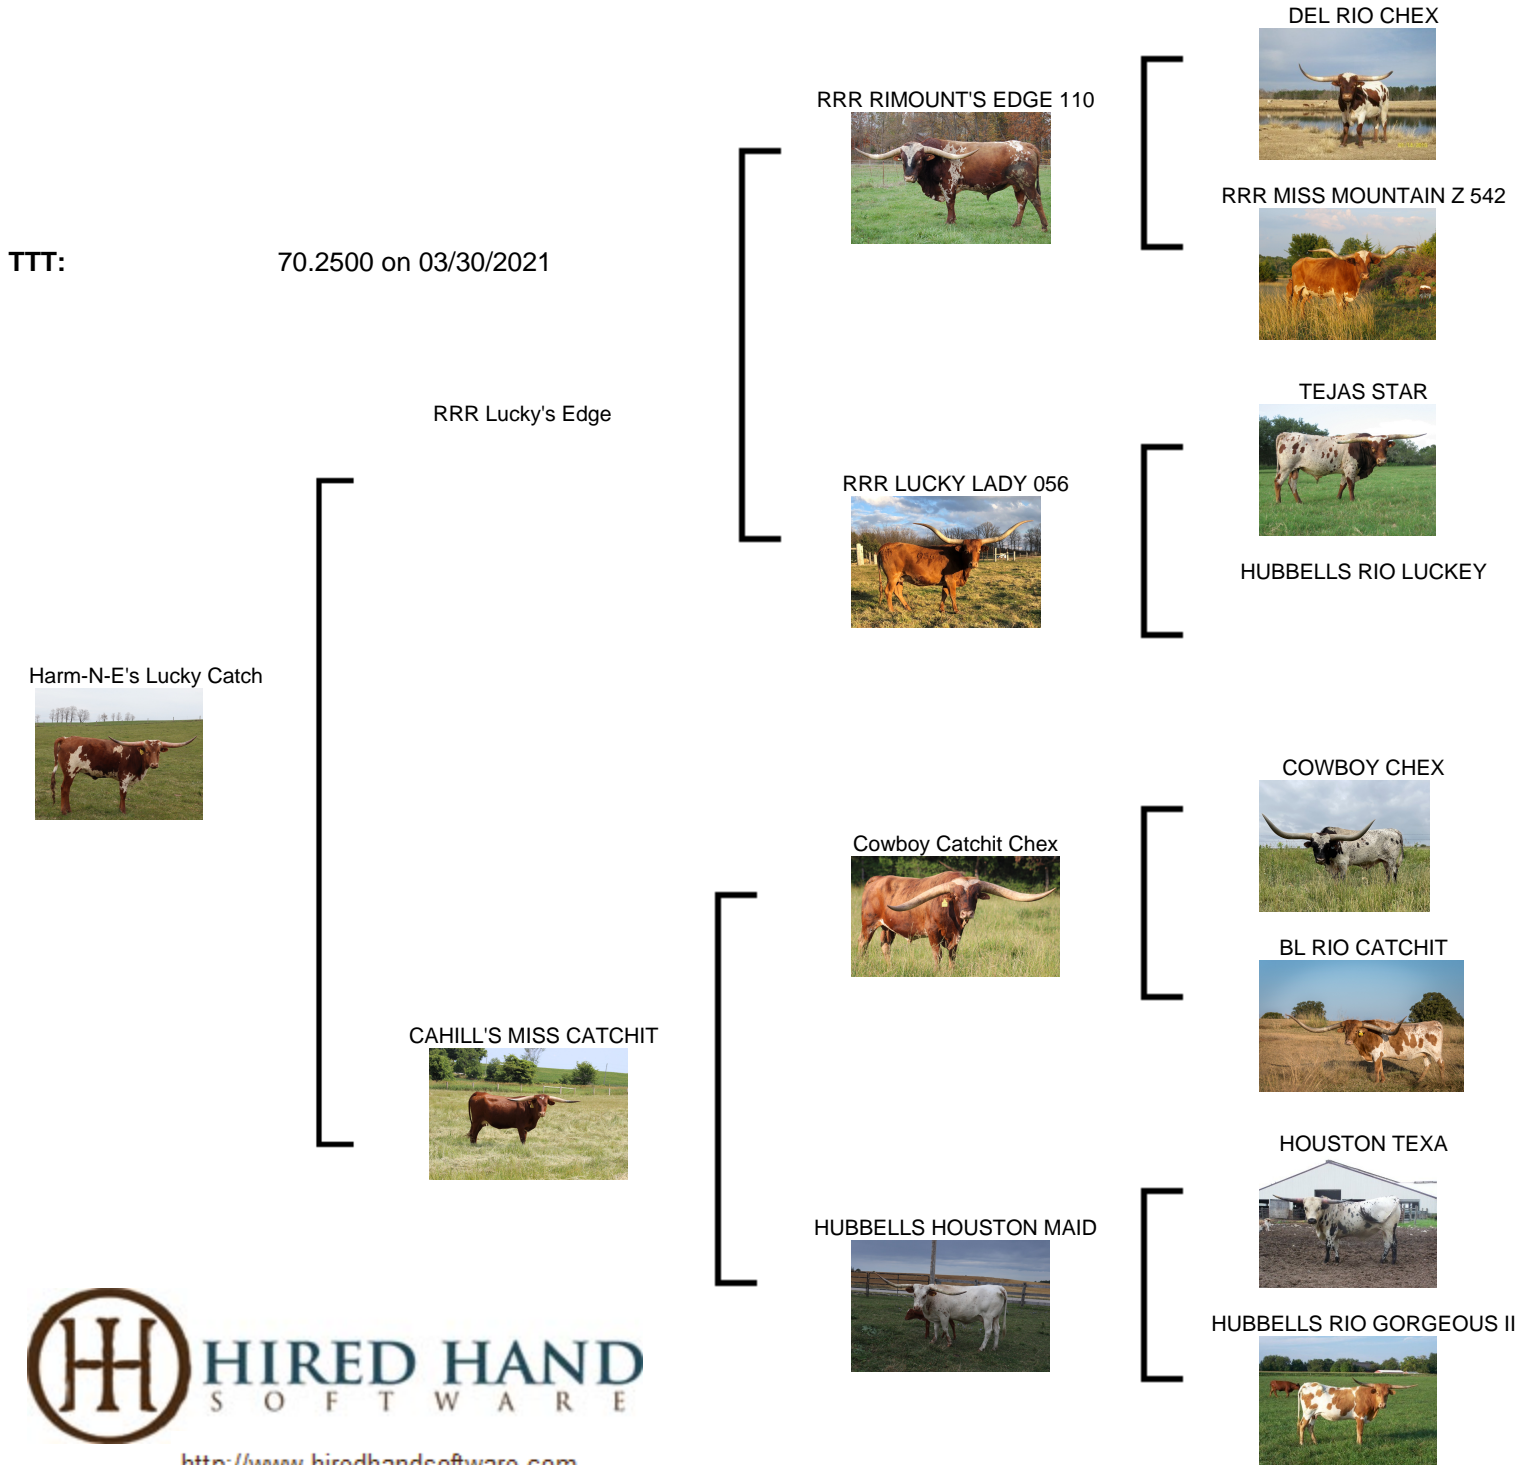 DEL RIO CHEX
RRR RIMOUNT'S EDGE 110
RRR MISS MOUNTAIN Z 542
TTT: 70.2500 on 03/30/2021
TEJAS STAR
RRR Lucky's Edge
RRR LUCKY LADY 056
HUBBELLS RIO LUCKEY
Harm-N-E's Lucky Catch
COWBOY CHEX
Cowboy Catchit Chex
BL RIO CATCHIT
CAHILL'S MISS CATCHIT
HOUSTON TEXA
HUBBELLS HOUSTON MAID
HUBBELLS RIO GORGEOUS II
HIRED HAND
SOFTWARE
http://www.hiredhandsoftware.com